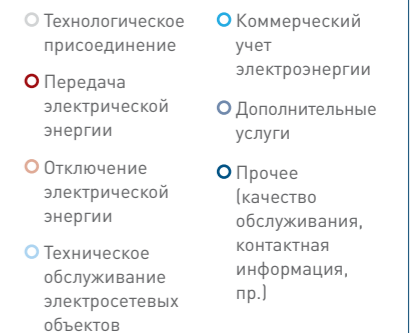 Технологическое
присоединение
Передача
электрической
энергии
Отключение
электрической
энергии
Техническое
обслуживание
электросетевых
объектов
Коммерческий
учет
электроэнергии
Дополнительные
услуги
Прочее
(качество
обслуживания,
контактная
информация,
пр.)